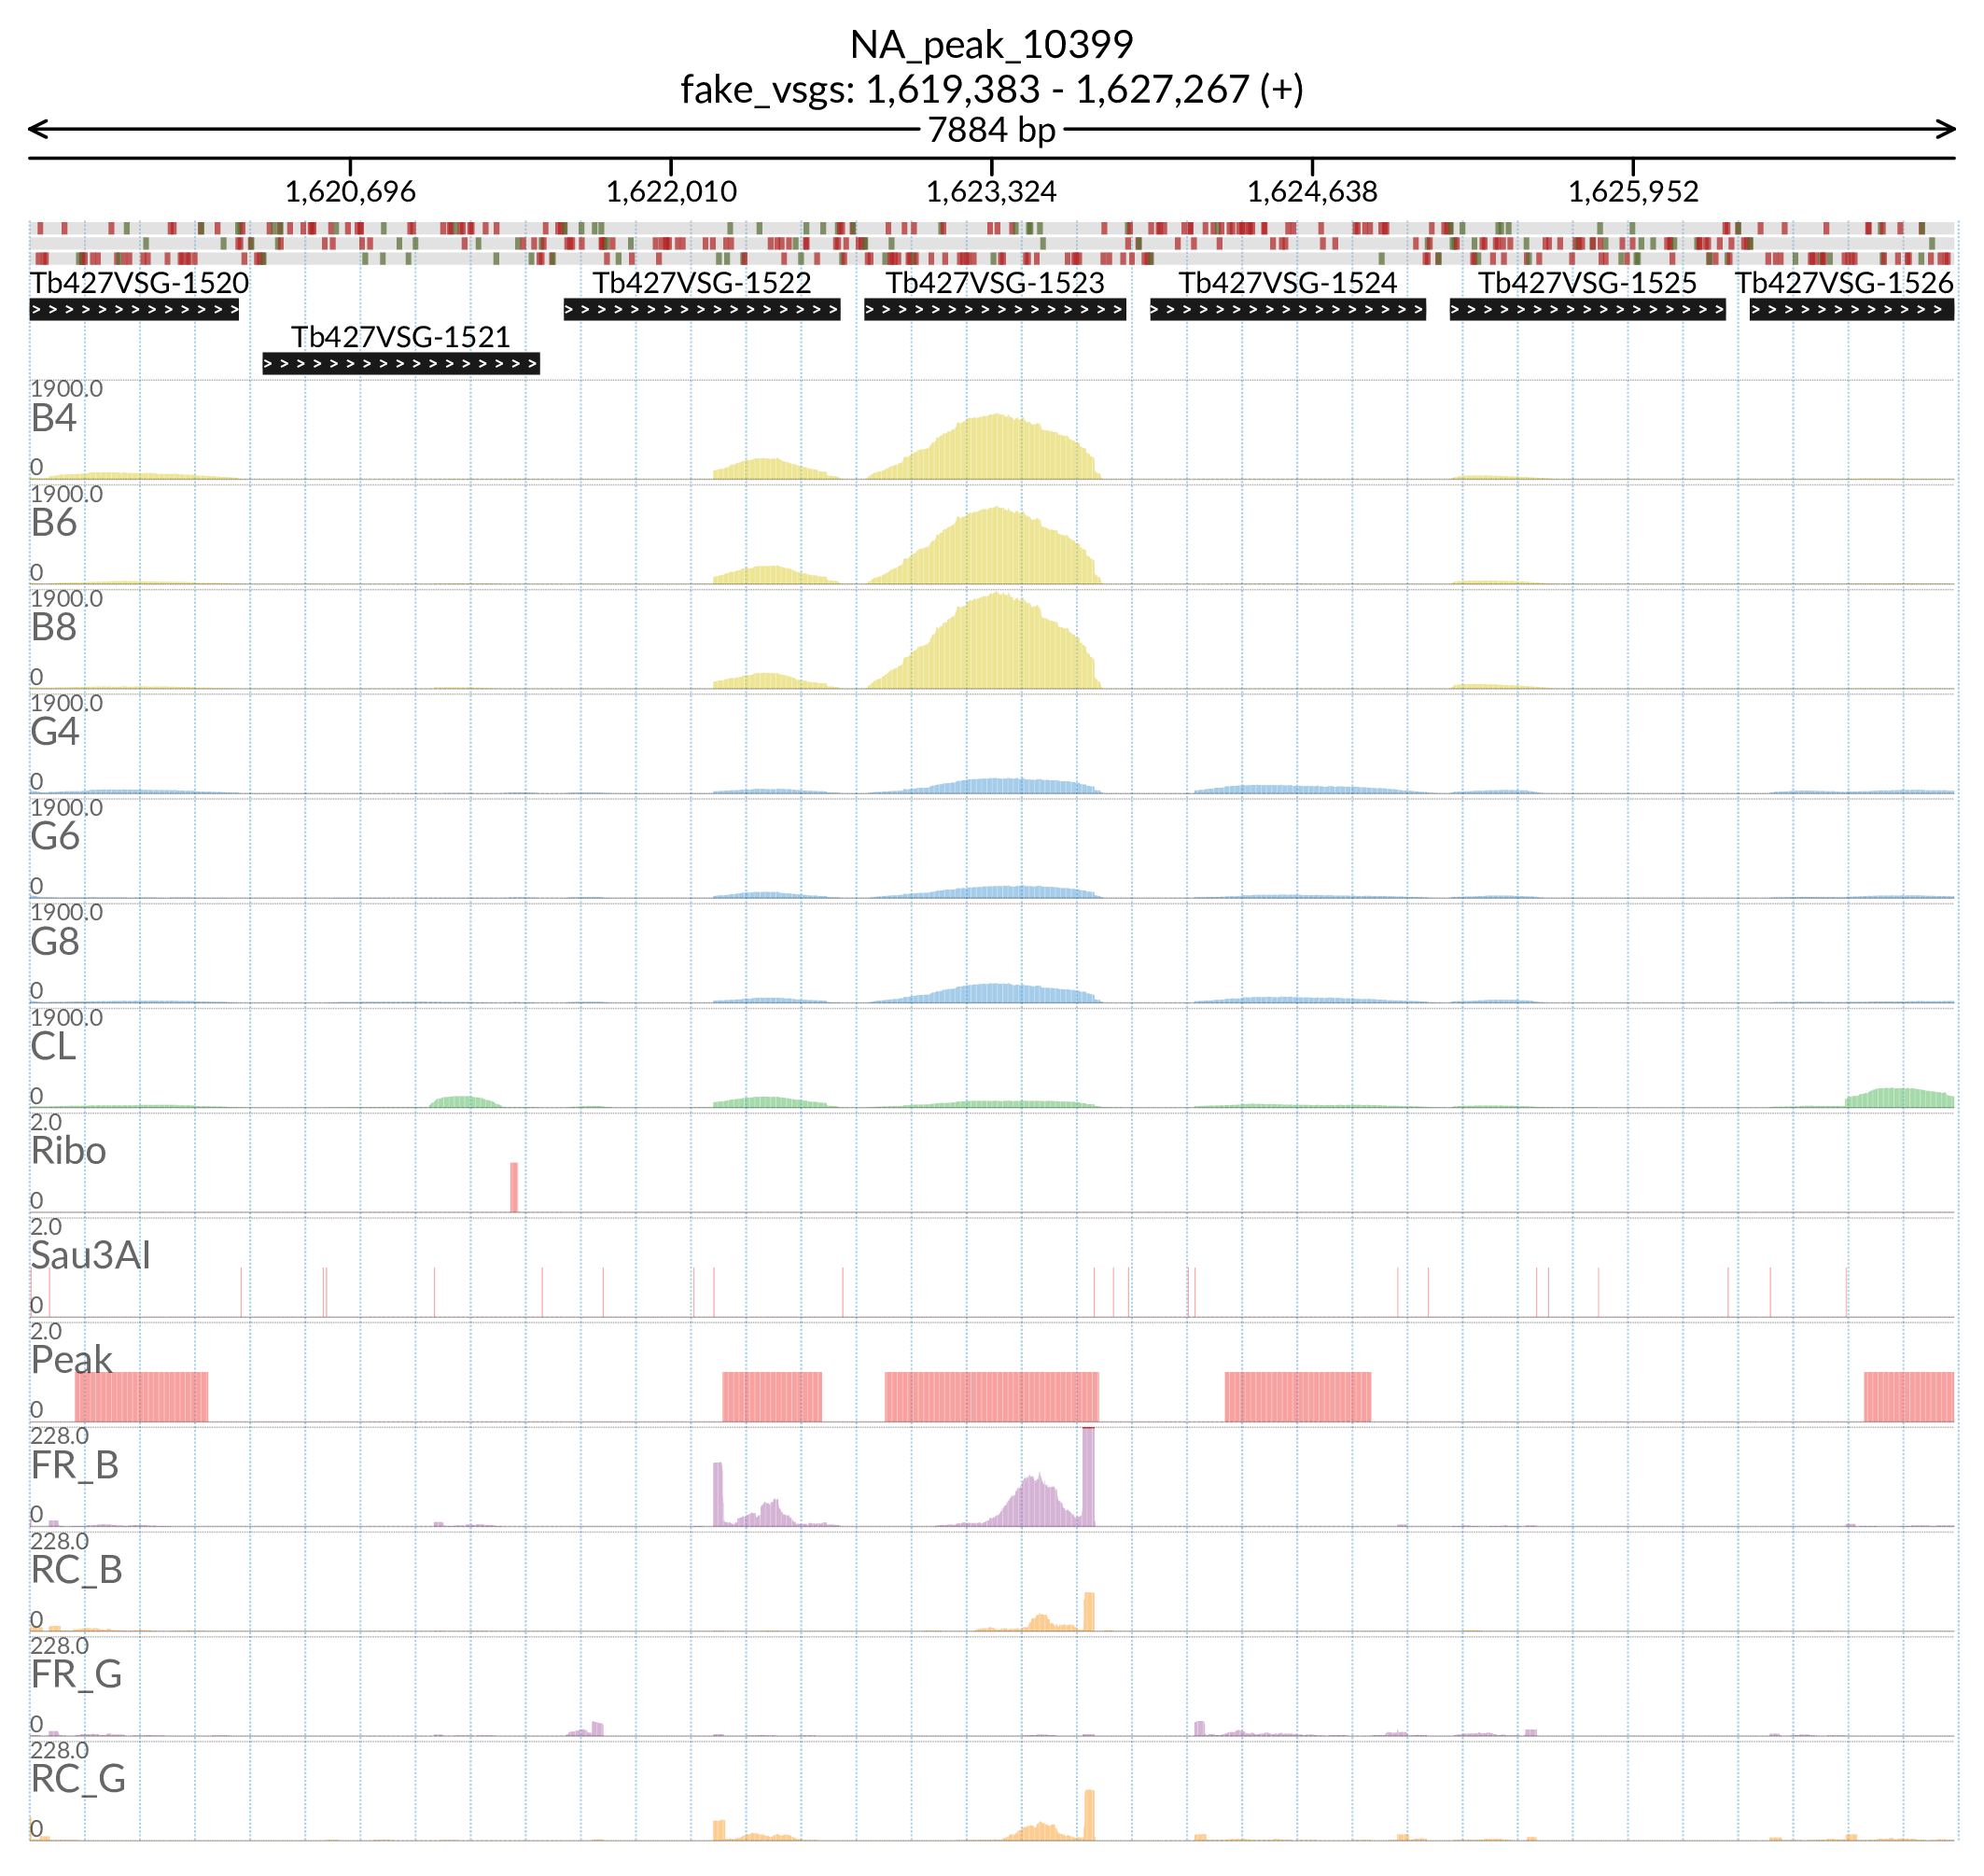 NA_peak_10399
fake_vsgs: 1,619,383 - 1,627,267 (+)
7884 bp
1,620,696 1,622,010 1,623,324 1,624,638 1,625,952
Tb427VSG-1520 Tb427VSG-1522 Tb427VSG-1523 Tb427VSG-1524 Tb427VSG-1525 Tb427VSG-1526
Tb427VSG-1521
1900.0
B4
0
1900.0
B6
0
1900.0
B8
0
1900.0
G4
0
1900.0
G6
0
1900.0
G8
0
1900.0
CL
0
2.0
Ribo
0
2.0
Sau3AI
0
2.0
Peak
0
228.0
FR_B
0
228.0
RC_B
0
228.0
FR_G
0
228.0
RC_G
0